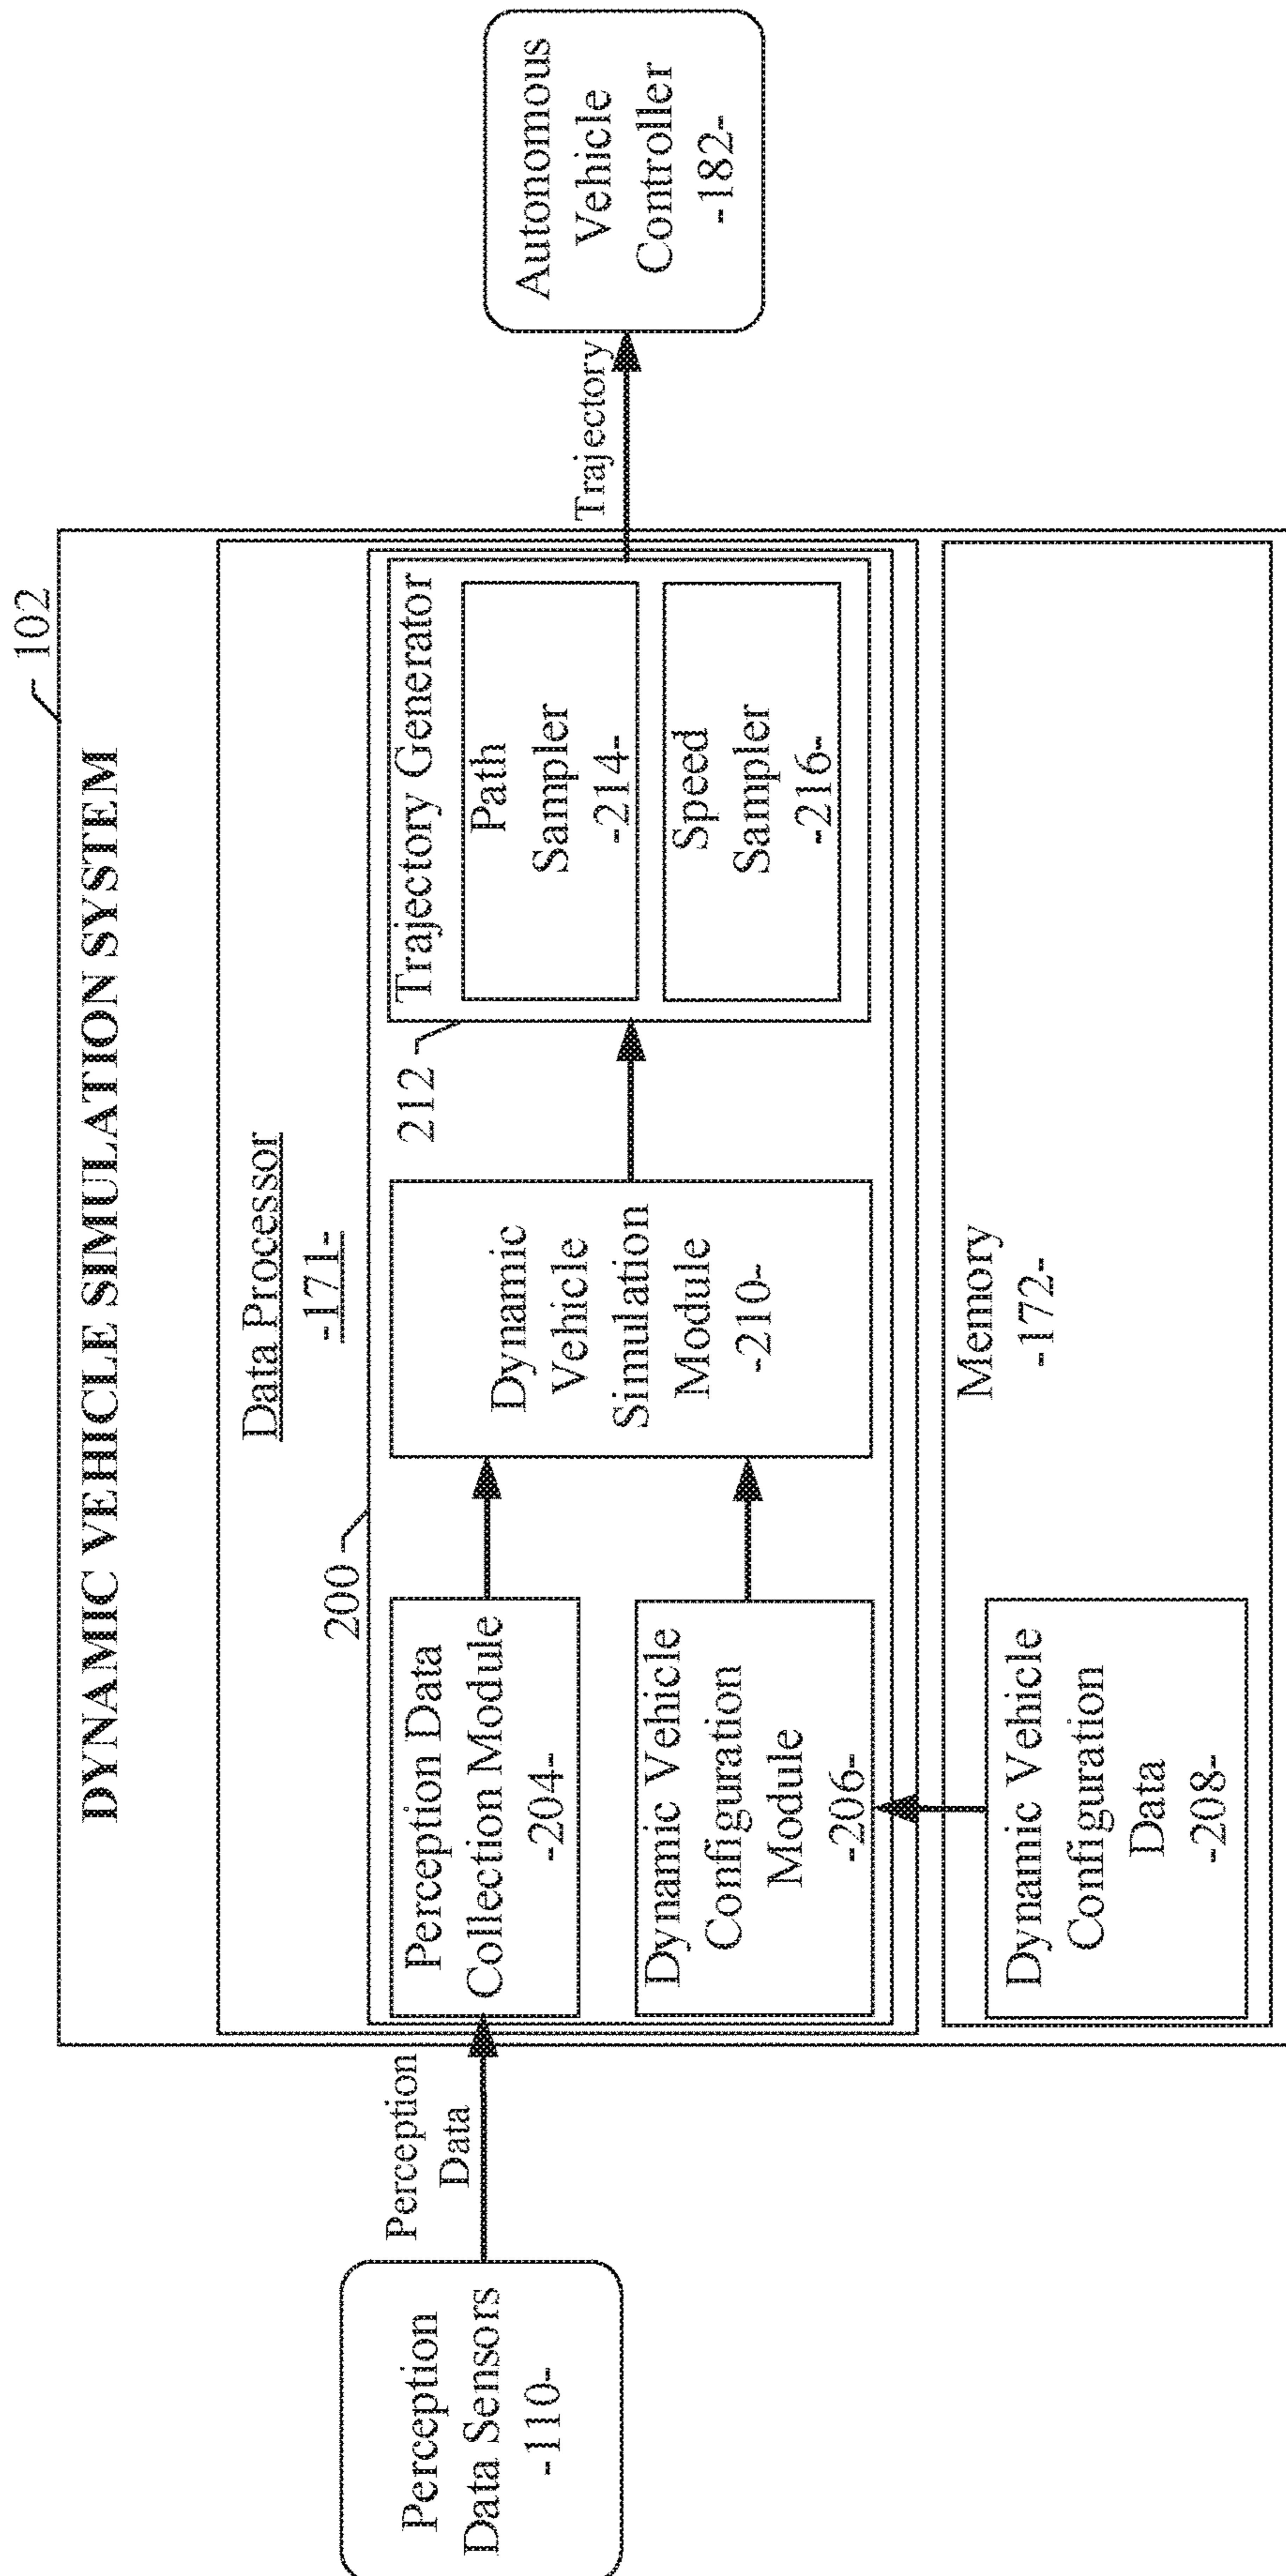 102
DYNAMIC VEHICLE SIMULATION SYSTEM
Data Processor
-171-
200
Perception
Data Sensors
-110-
Perception
Data
Perception Data
Collection Module
-204-
Dynamic Vehicle
Configuration
Module
-206-
Dynamic
Vehicle
Simulation
Module
-210-
212
Trajectory Generator
Path
Sampler
-214-
Speed
Sampler
-216-
Trajectory
Autonomous
Vehicle
Controller
-182-
Memory
-172-
Dynamic Vehicle
Configuration
Data
-208-